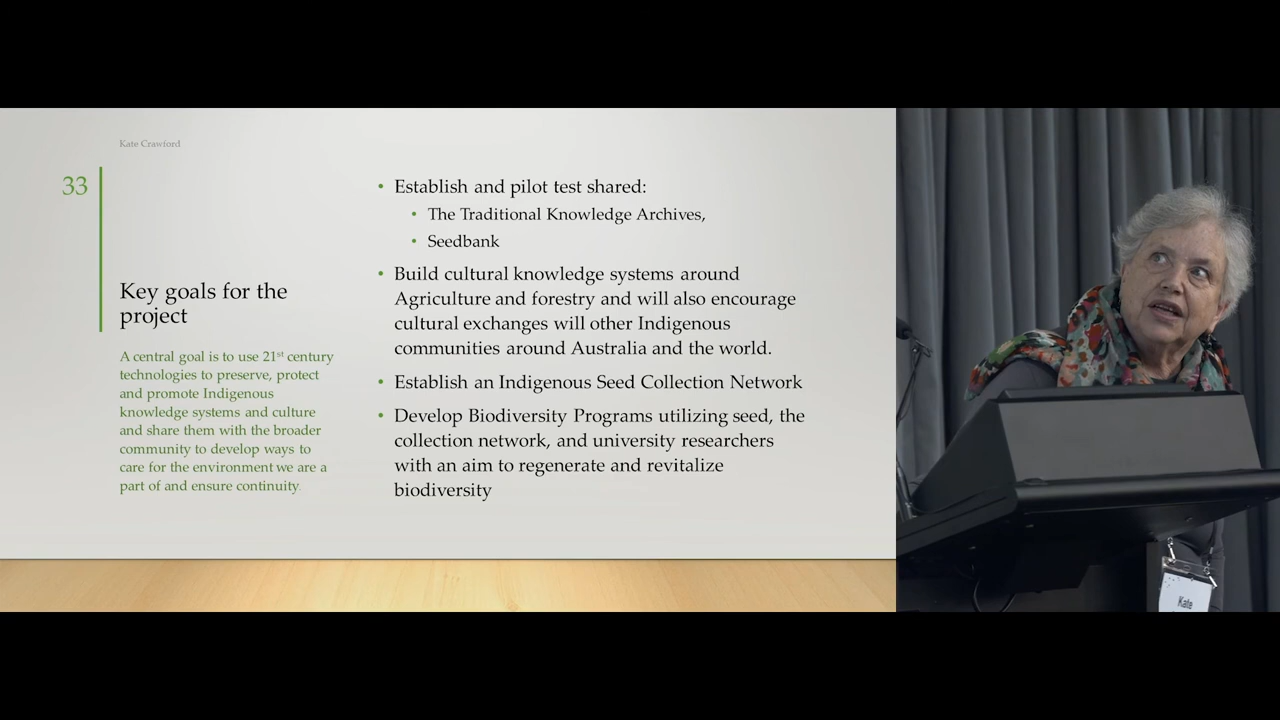 Kate Crawford
33
Key goals for the
project
A central goal is to use 21st century
technologies to preserve, protect
and promote Indigenous
knowledge systems and culture
and share them with the broader
community to develop ways to
care for the environment we are a
part of and ensure continuity.
• Establish and pilot test shared:
• The Traditional Knowledge Archives,
• Seedbank
• Build cultural knowledge systems around
Agriculture and forestry and will also encourage
cultural exchanges will other Indigenous
communities around Australia and the world.
• Establish an Indigenous Seed Collection Network
• Develop Biodiversity Programs utilizing seed, the
collection network, and university researchers
with an aim to regenerate and revitalize
biodiversity
Kate